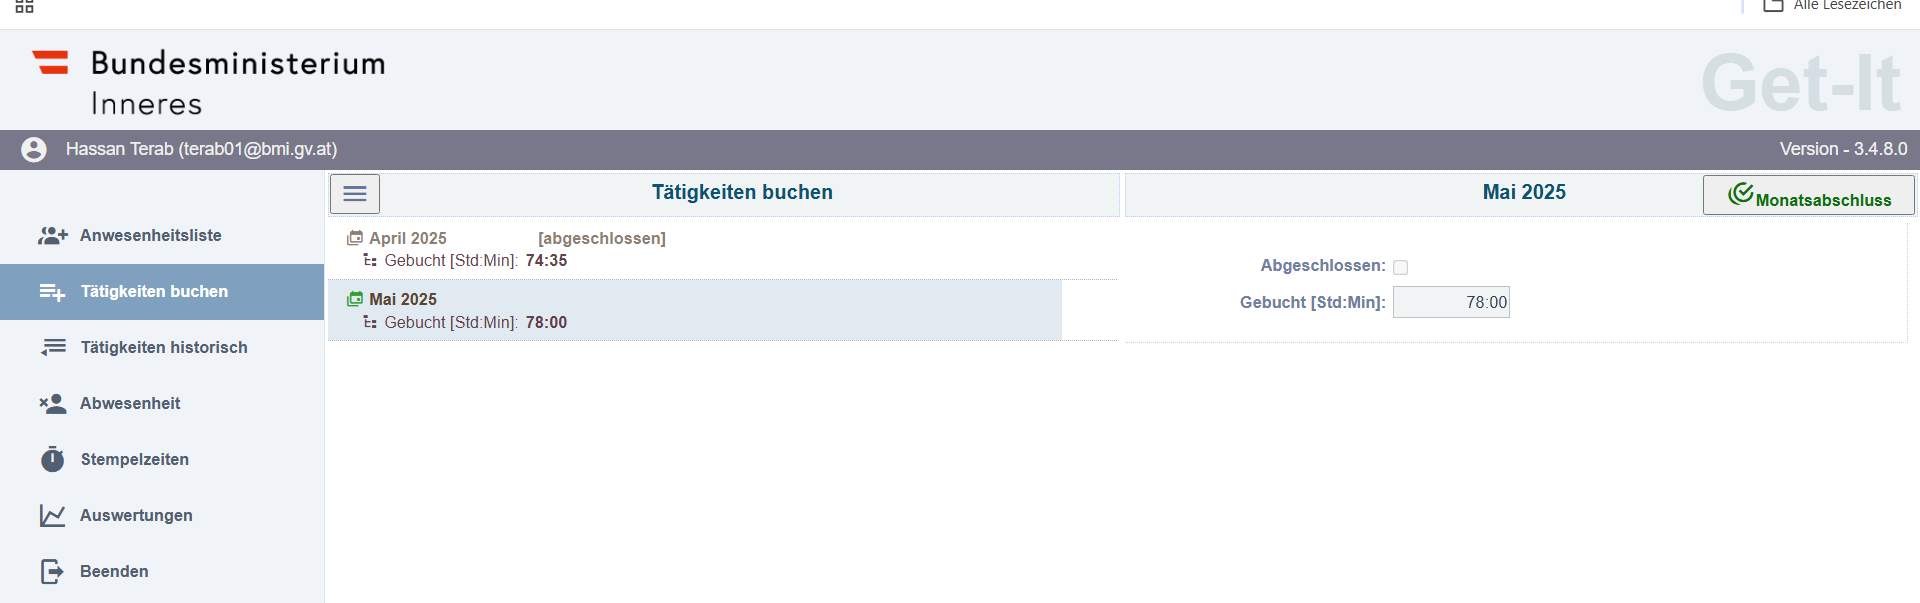 Alle Lesezeichen
Bundesministerium
Inneres
Get-It
Hassan Terab (terab01@bmi.gv.at)
Version - 3.4.8.0
Tätigkeiten buchen
Mai 2025
Monatsabschluss
Anwesenheitsliste
Tätigkeiten buchen
Tätigkeiten historisch
Abwesenheit
Stempelzeiten
Auswertungen
Beenden
April 2025 [abgeschlossen]
Gebucht [Std:Min]: 74:35
Mai 2025
Gebucht [Std:Min]: 78:00
Abgeschlossen:
Gebucht [Std:Min]: 78:00